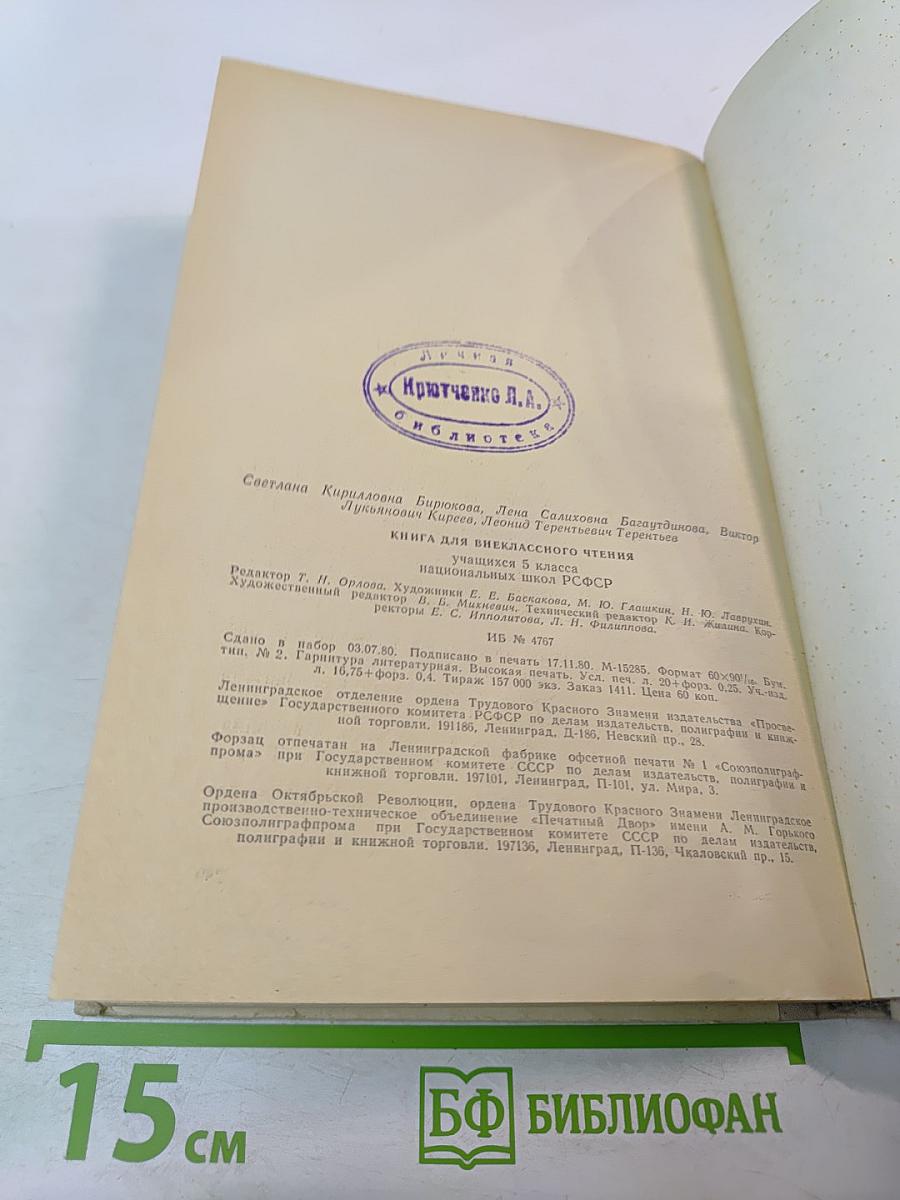 Личная
Крютченко Л.А.
библиотека
Светлана Кирилловна Бирюкова, Лена Салиховна Багаутдинова, Виктор
Лукьянович Киреев, Леонид Терентьевич Терентьев
КНИГА ДЛЯ ВНЕКЛАССНОГО ЧТЕНИЯ
учащихся 5 класса
национальных школ РСФСР
Редактор Т. Н. Орлова. Художники Е. Е. Баскакова, М. Ю. Глашкин, Н. Ю. Лаврухин.
Художественный редактор В. Б. Михневич. Технический редактор К. И. Жилина. Кор-
ректоры Е. С. Ипполитова, Л. Н. Филиппова.
ИБ № 4767
Сдано в набор 03.07.80. Подписано в печать 17.11.80. М-15285. Формат 60×90¹/₁₆. Бум.
тип. № 2. Гарнитура литературная. Высокая печать. Усл. печ. л. 20+форз. 0,25. Уч.-изд.
л. 16,75+форз. 0,4. Тираж 157 000 экз. Заказ 1411. Цена 60 коп.
Ленинградское отделение ордена Трудового Красного Знамени издательства «Просве-
щение» Государственного комитета РСФСР по делам издательств, полиграфии и книж-
ной торговли. 191186, Ленинград, Д-186, Невский пр., 28.
Форзац отпечатан на Ленинградской фабрике офсетной печати № 1 «Союзполиграф-
прома» при Государственном комитете СССР по делам издательств, полиграфии и
книжной торговли. 197101, Ленинград, П-101, ул. Мира, 3.
Ордена Октябрьской Революции, ордена Трудового Красного Знамени Ленинградское
производственно-техническое объединение «Печатный Двор» имени А. М. Горького
Союзполиграфпрома при Государственном комитете СССР по делам издательств,
полиграфии и книжной торговли. 197136, Ленинград, П-136, Чкаловский пр., 15.
15 см
БФ БИБЛИОФАН